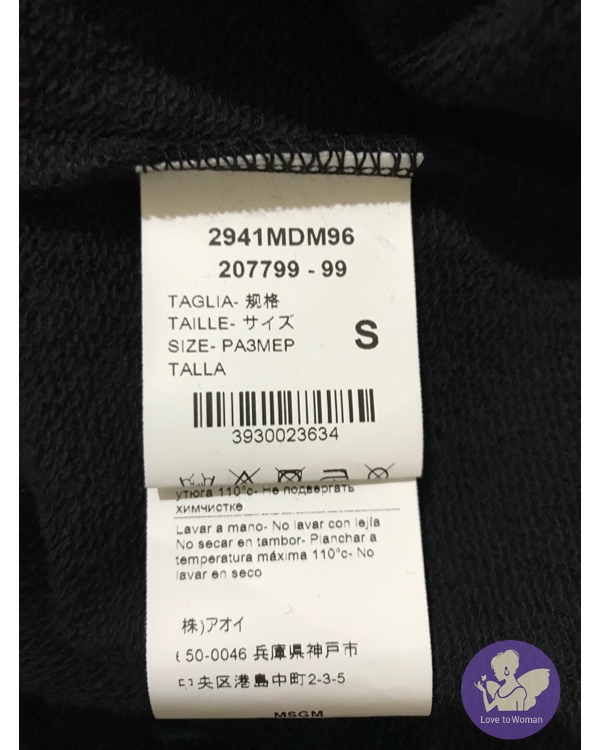 2941MDM96
207799 - 99
TAGLIA- 规格
TAILLE- サイズ
SIZE- РАЗМЕР
TALLA
S
3930023634
утюга 110°c- Не подвергать
химчистке
Lavar a mano- No lavar con lejía
No secar en tambor- Planchar a
temperatura máxima 110°c- No
lavar en seco
株)アオイ
50-0046 兵庫県神戸市
央区港島中町2-3-5
MSGM
Love to Woman